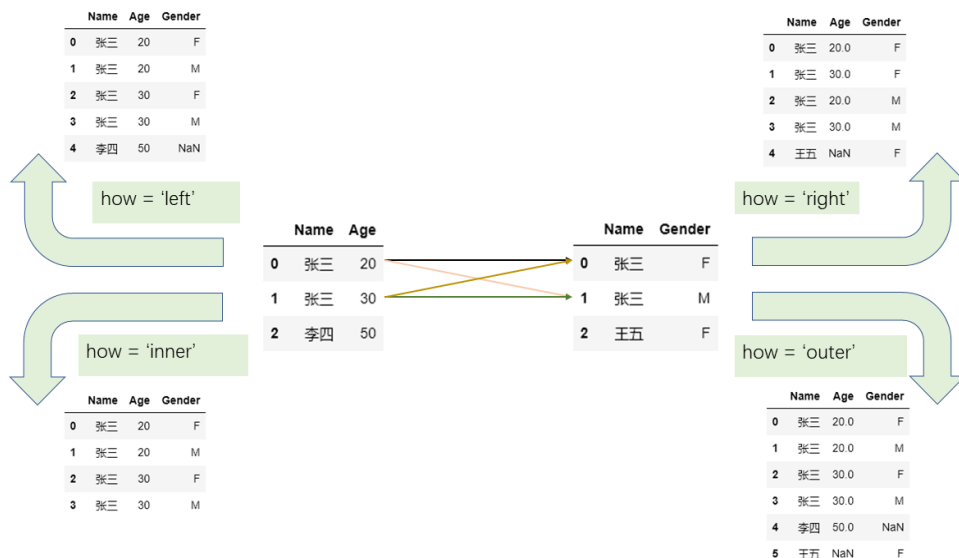 Name Age Gender
0 张三 20 F
1 张三 20 M
2 张三 30 F
3 张三 30 M
4 李四 50 NaN
how = ‘left’
Name Age Gender
0 张三 20.0 F
1 张三 30.0 F
2 张三 20.0 M
3 张三 30.0 M
4 王五 NaN F
how = ‘right’
Name Age
0 张三 20
1 张三 30
2 李四 50
Name Gender
0 张三 F
1 张三 M
2 王五 F
how = ‘inner’
Name Age Gender
0 张三 20 F
1 张三 20 M
2 张三 30 F
3 张三 30 M
how = ‘outer’
Name Age Gender
0 张三 20.0 F
1 张三 20.0 M
2 张三 30.0 F
3 张三 30.0 M
4 李四 50.0 NaN
5 王五 NaN F